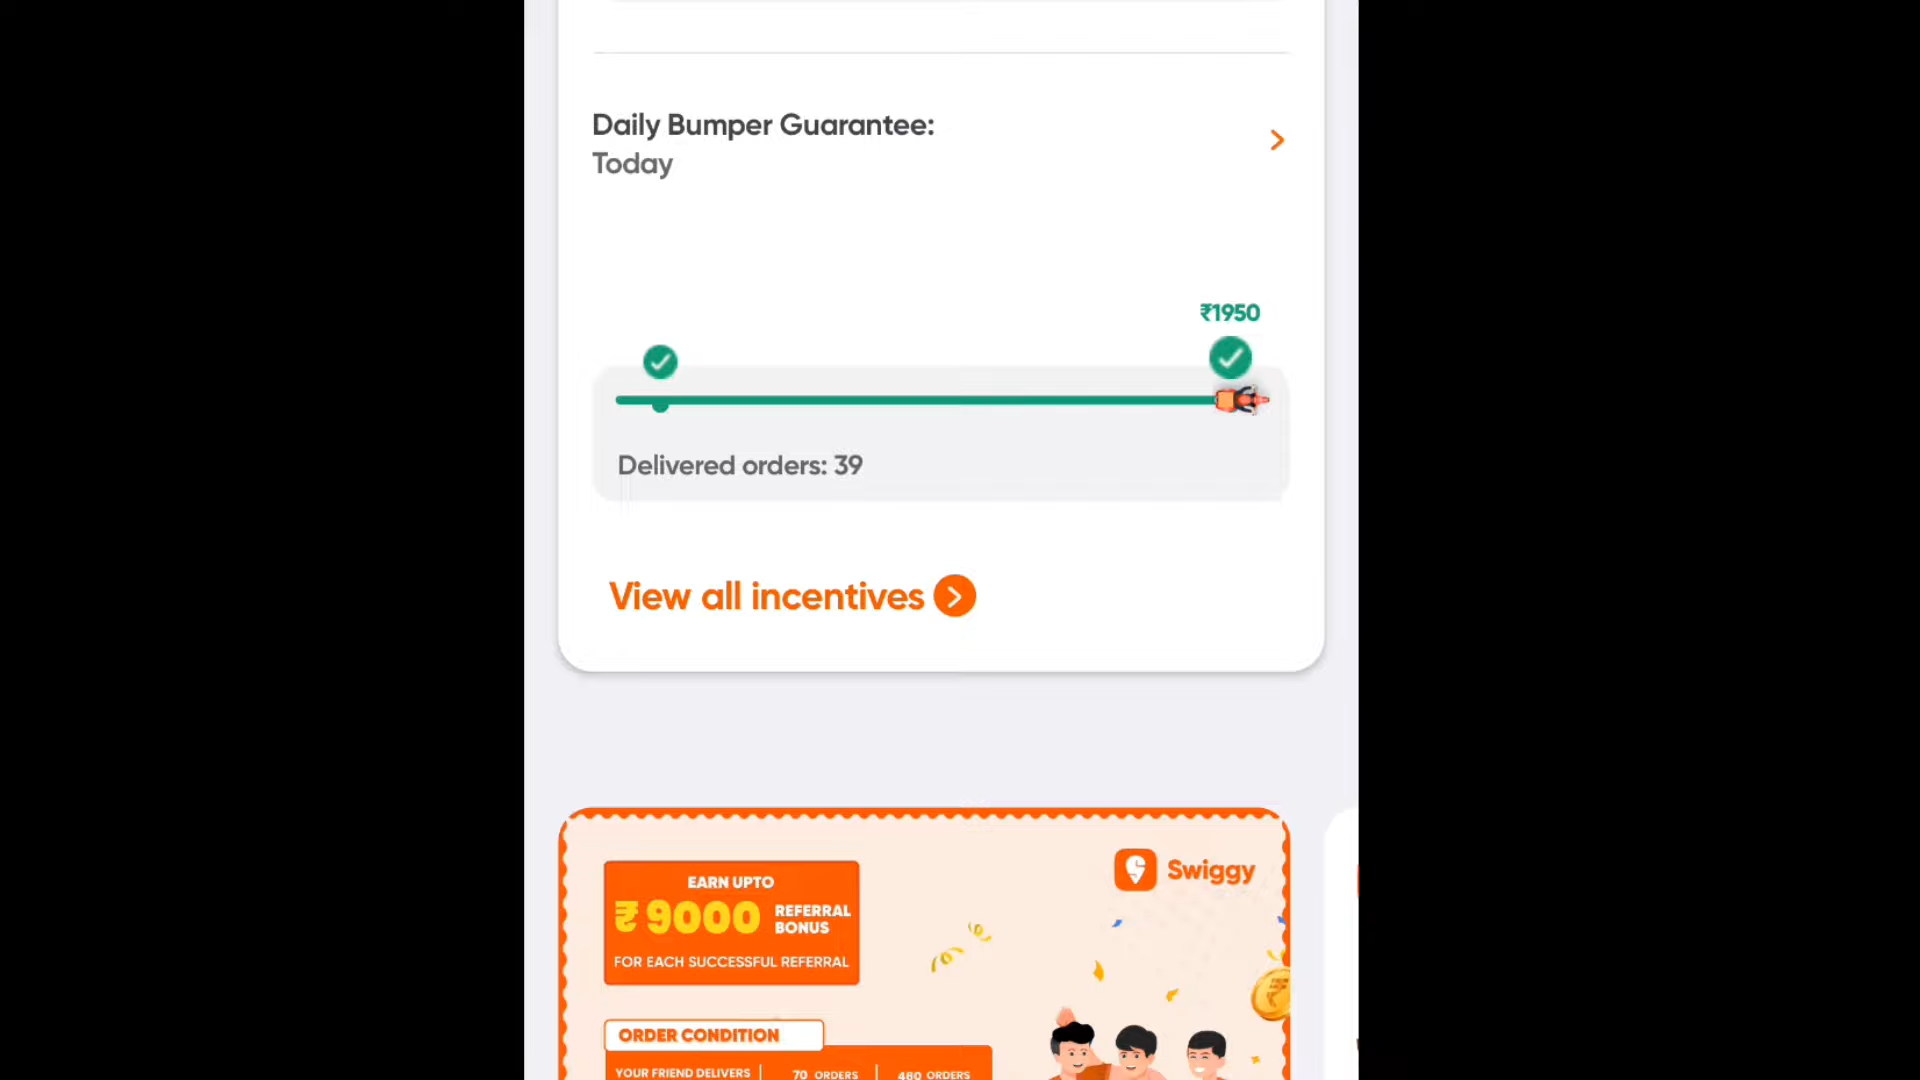 Daily Bumper Guarantee:
Today
₹1950
Delivered orders: 39
View all incentives
Swiggy
EARN UPTO
₹ 9000 REFERRAL BONUS
FOR EACH SUCCESSFUL REFERRAL
ORDER CONDITION
YOUR FRIEND DELIVERS 70 ORDERS 460 ORDERS